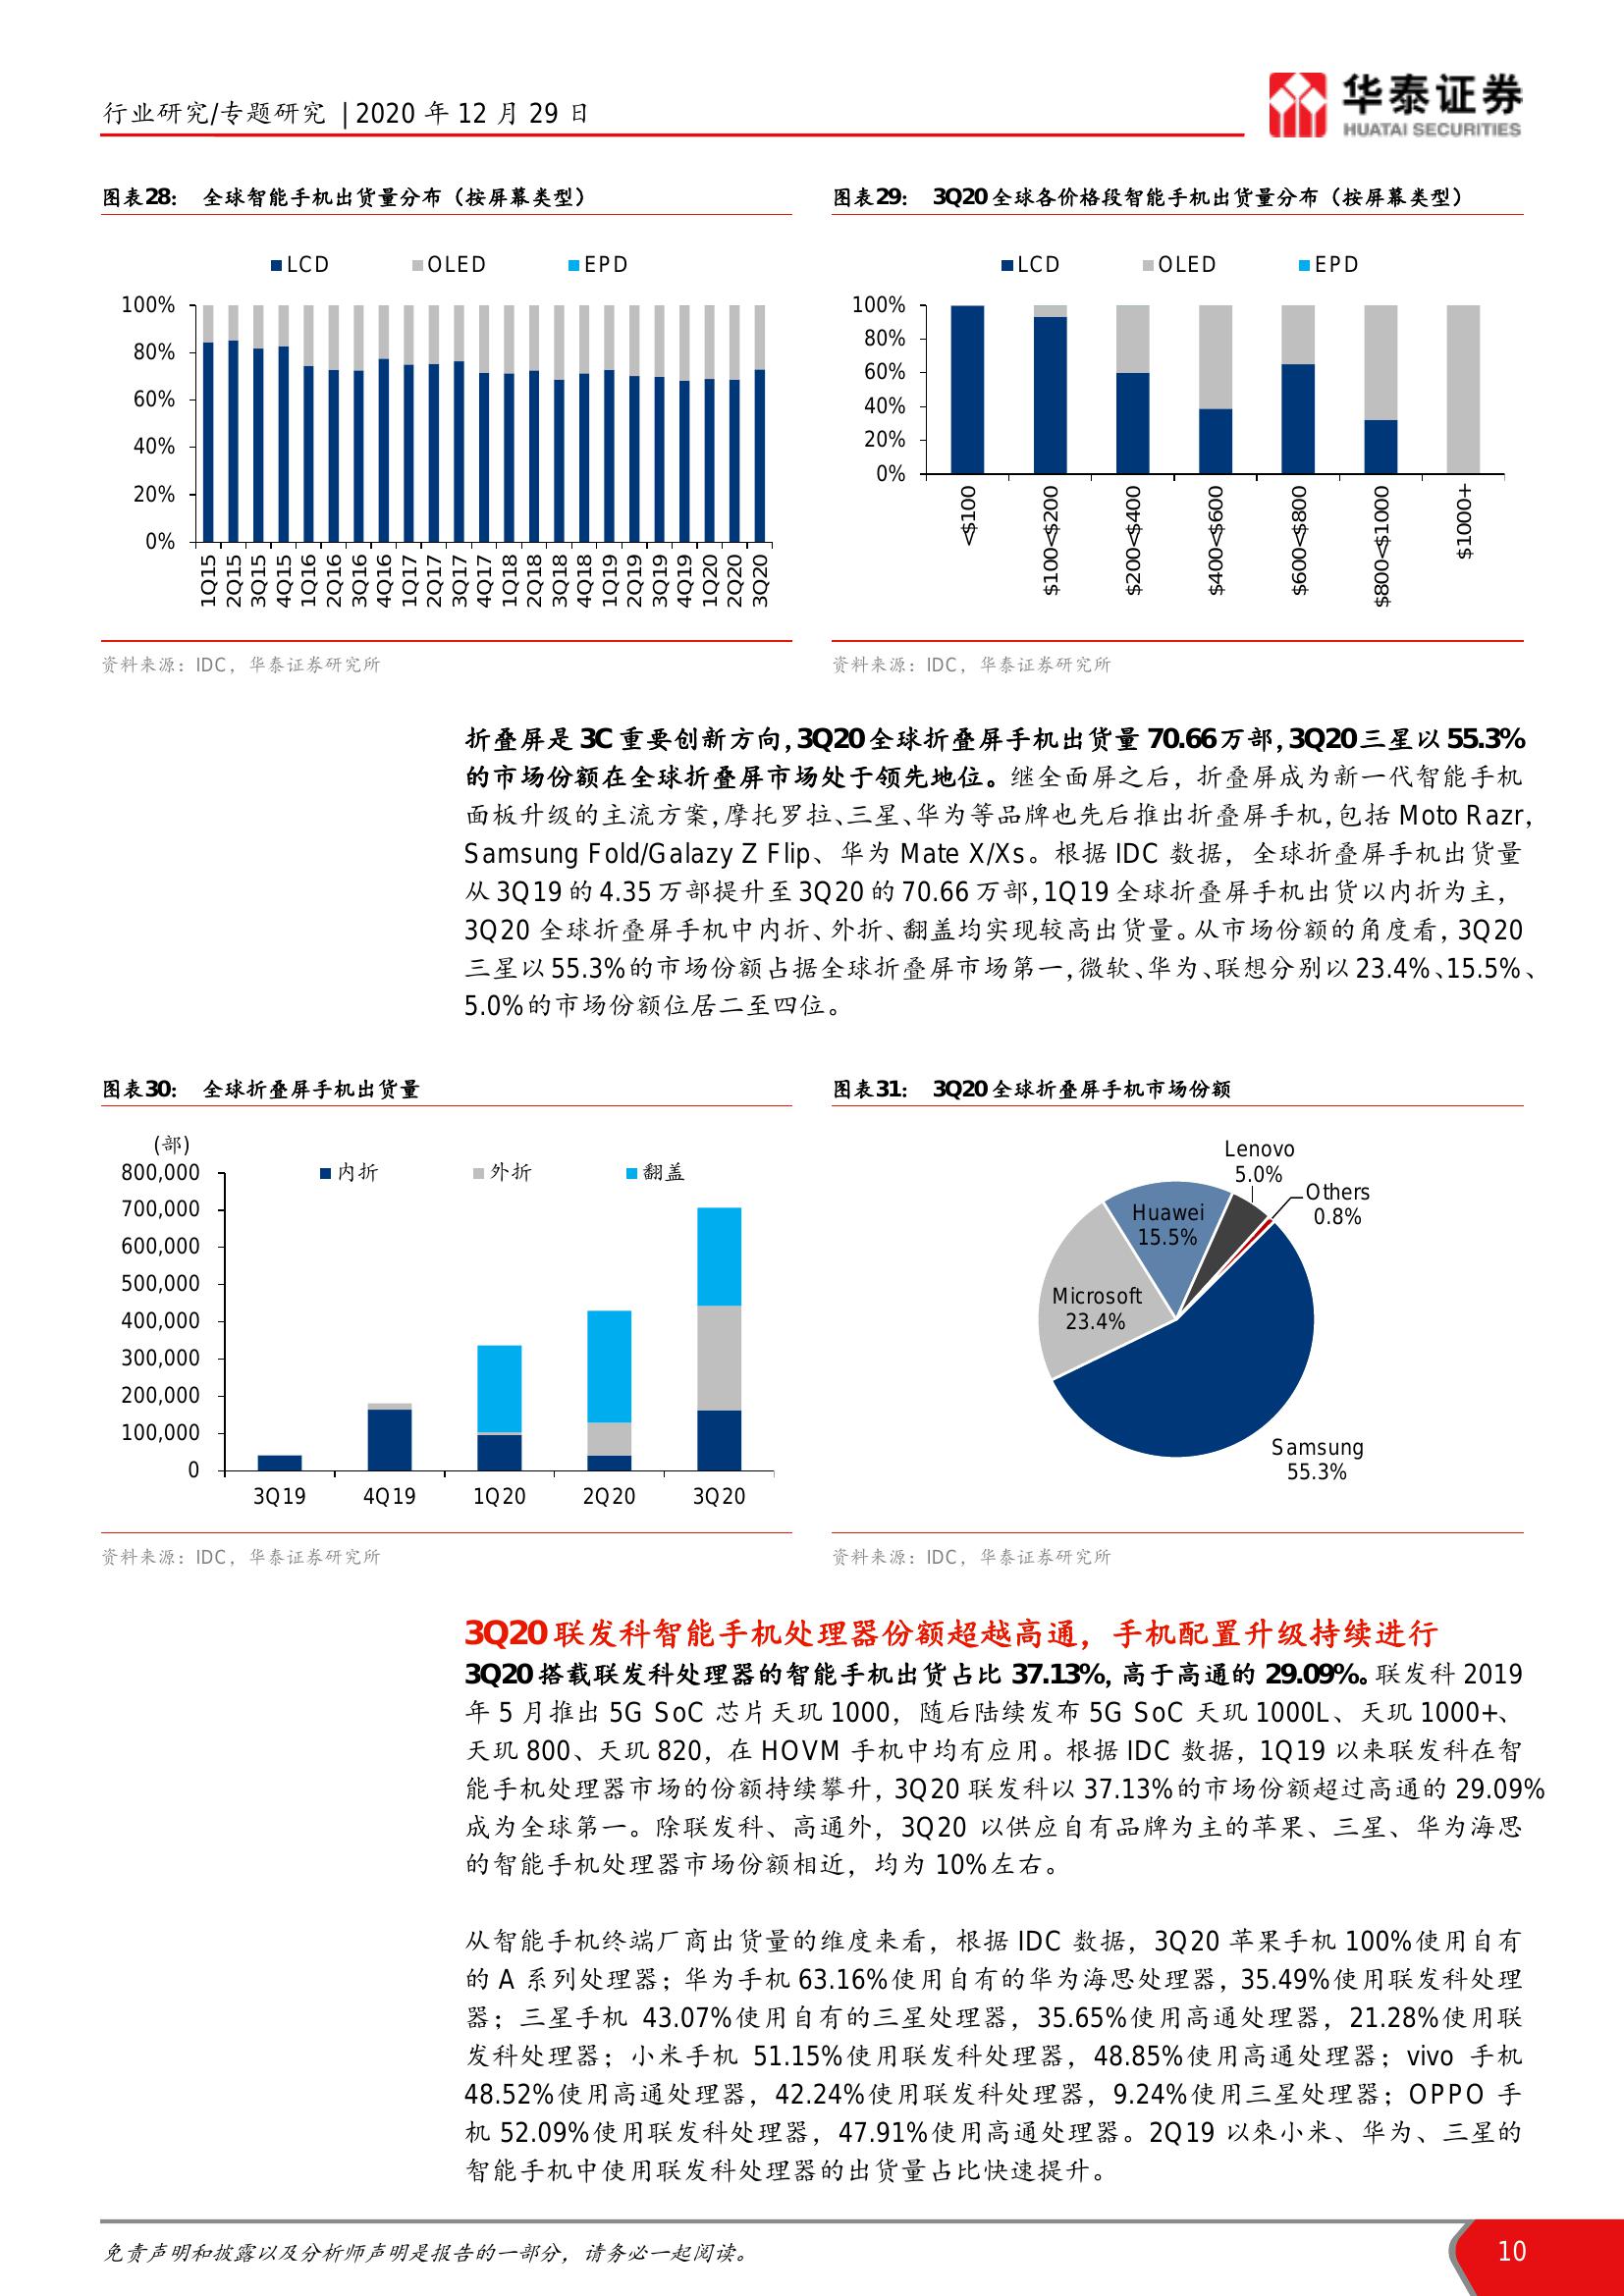 行业研究/专题研究 | 2020 年 12 月 29 日
华泰证券
HUATAI SECURITIES
图表28： 全球智能手机出货量分布（按屏幕类型）
LCD OLED EPD
100%
80%
60%
40%
20%
0%
1Q15 2Q15 3Q15 4Q15 1Q16 2Q16 3Q16 4Q16 1Q17 2Q17 3Q17 4Q17 1Q18 2Q18 3Q18 4Q18 1Q19 2Q19 3Q19 4Q19 1Q20 2Q20 3Q20
资料来源：IDC，华泰证券研究所
图表29： 3Q20 全球各价格段智能手机出货量分布（按屏幕类型）
LCD OLED EPD
100%
80%
60%
40%
20%
0%
<$100 $100<$200 $200<$400 $400<$600 $600<$800 $800<$1000 $1000+
资料来源：IDC，华泰证券研究所
折叠屏是 3C 重要创新方向，3Q20 全球折叠屏手机出货量 70.66 万部，3Q20 三星以 55.3%
的市场份额在全球折叠屏市场处于领先地位。继全面屏之后，折叠屏成为新一代智能手机
面板升级的主流方案，摩托罗拉、三星、华为等品牌也先后推出折叠屏手机，包括 Moto Razr，
Samsung Fold/Galazy Z Flip、华为 Mate X/Xs。根据 IDC 数据，全球折叠屏手机出货量
从 3Q19 的 4.35 万部提升至 3Q20 的 70.66 万部，1Q19 全球折叠屏手机出货以内折为主，
3Q20 全球折叠屏手机中内折、外折、翻盖均实现较高出货量。从市场份额的角度看，3Q20
三星以 55.3%的市场份额占据全球折叠屏市场第一，微软、华为、联想分别以 23.4%、15.5%、
5.0%的市场份额位居二至四位。
图表30： 全球折叠屏手机出货量
(部)
内折 外折 翻盖
800,000
700,000
600,000
500,000
400,000
300,000
200,000
100,000
0
3Q19 4Q19 1Q20 2Q20 3Q20
资料来源：IDC，华泰证券研究所
图表31： 3Q20 全球折叠屏手机市场份额
Lenovo
5.0%
Others
0.8%
Huawei
15.5%
Microsoft
23.4%
Samsung
55.3%
资料来源：IDC，华泰证券研究所
3Q20 联发科智能手机处理器份额超越高通，手机配置升级持续进行
3Q20 搭载联发科处理器的智能手机出货占比 37.13%，高于高通的 29.09%。联发科 2019
年 5 月推出 5G SoC 芯片天玑 1000，随后陆续发布 5G SoC 天玑 1000L、天玑 1000+、
天玑 800、天玑 820，在 HOVM 手机中均有应用。根据 IDC 数据，1Q19 以来联发科在智
能手机处理器市场的份额持续攀升，3Q20 联发科以 37.13%的市场份额超过高通的 29.09%
成为全球第一。除联发科、高通外，3Q20 以供应自有品牌为主的苹果、三星、华为海思
的智能手机处理器市场份额相近，均为 10%左右。
从智能手机终端厂商出货量的维度来看，根据 IDC 数据，3Q20 苹果手机 100%使用自有
的 A 系列处理器；华为手机 63.16%使用自有的华为海思处理器，35.49%使用联发科处理
器；三星手机 43.07%使用自有的三星处理器，35.65%使用高通处理器，21.28%使用联
发科处理器；小米手机 51.15%使用联发科处理器，48.85%使用高通处理器；vivo 手机
48.52%使用高通处理器，42.24%使用联发科处理器，9.24%使用三星处理器；OPPO 手
机 52.09%使用联发科处理器，47.91%使用高通处理器。2Q19 以来小米、华为、三星的
智能手机中使用联发科处理器的出货量占比快速提升。
免责声明和披露以及分析师声明是报告的一部分，请务必一起阅读。
10